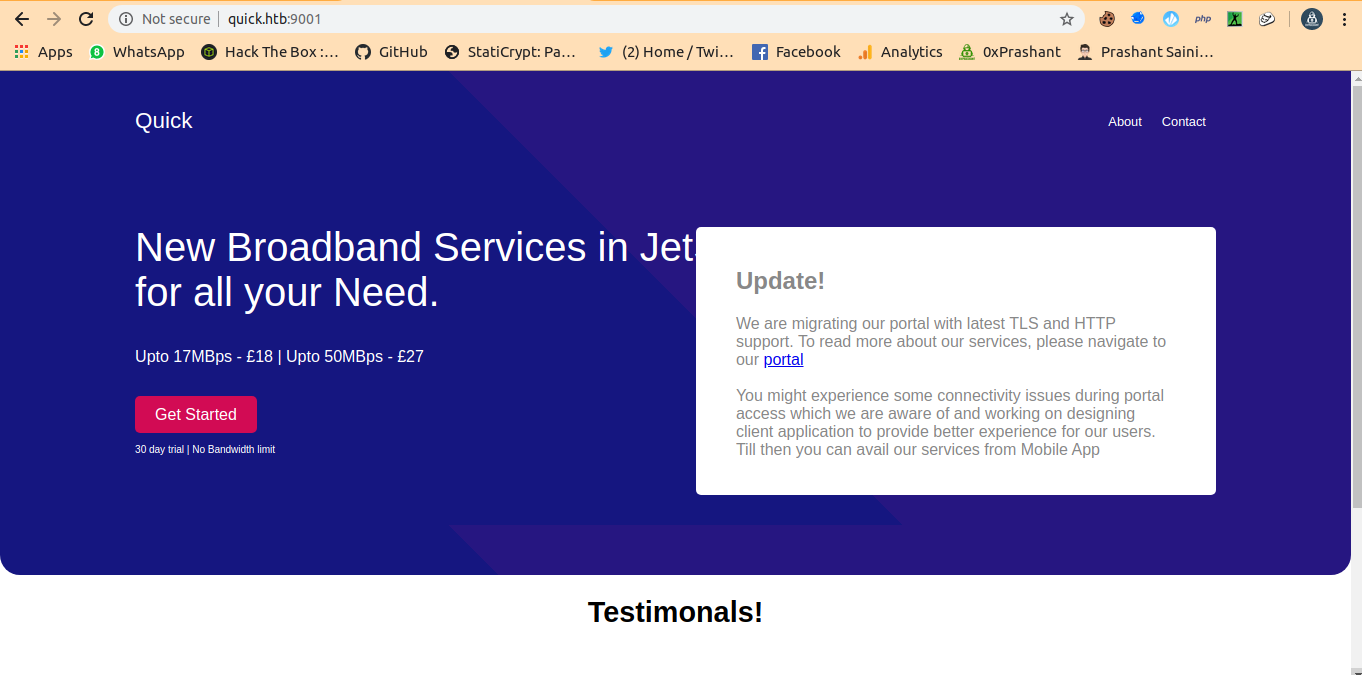 Not secure | quick.htb:9001
php
Apps WhatsApp Hack The Box :... GitHub StatiCrypt: Pa... (2) Home / Twi... Facebook Analytics 0xPrashant Prashant Saini...
Quick
About Contact
New Broadband Services in Jet
for all your Need.
Upto 17MBps - £18 | Upto 50MBps - £27
Get Started
30 day trial | No Bandwidth limit
Update!
We are migrating our portal with latest TLS and HTTP
support. To read more about our services, please navigate to
our portal
You might experience some connectivity issues during portal
access which we are aware of and working on designing
client application to provide better experience for our users.
Till then you can avail our services from Mobile App
Testimonals!